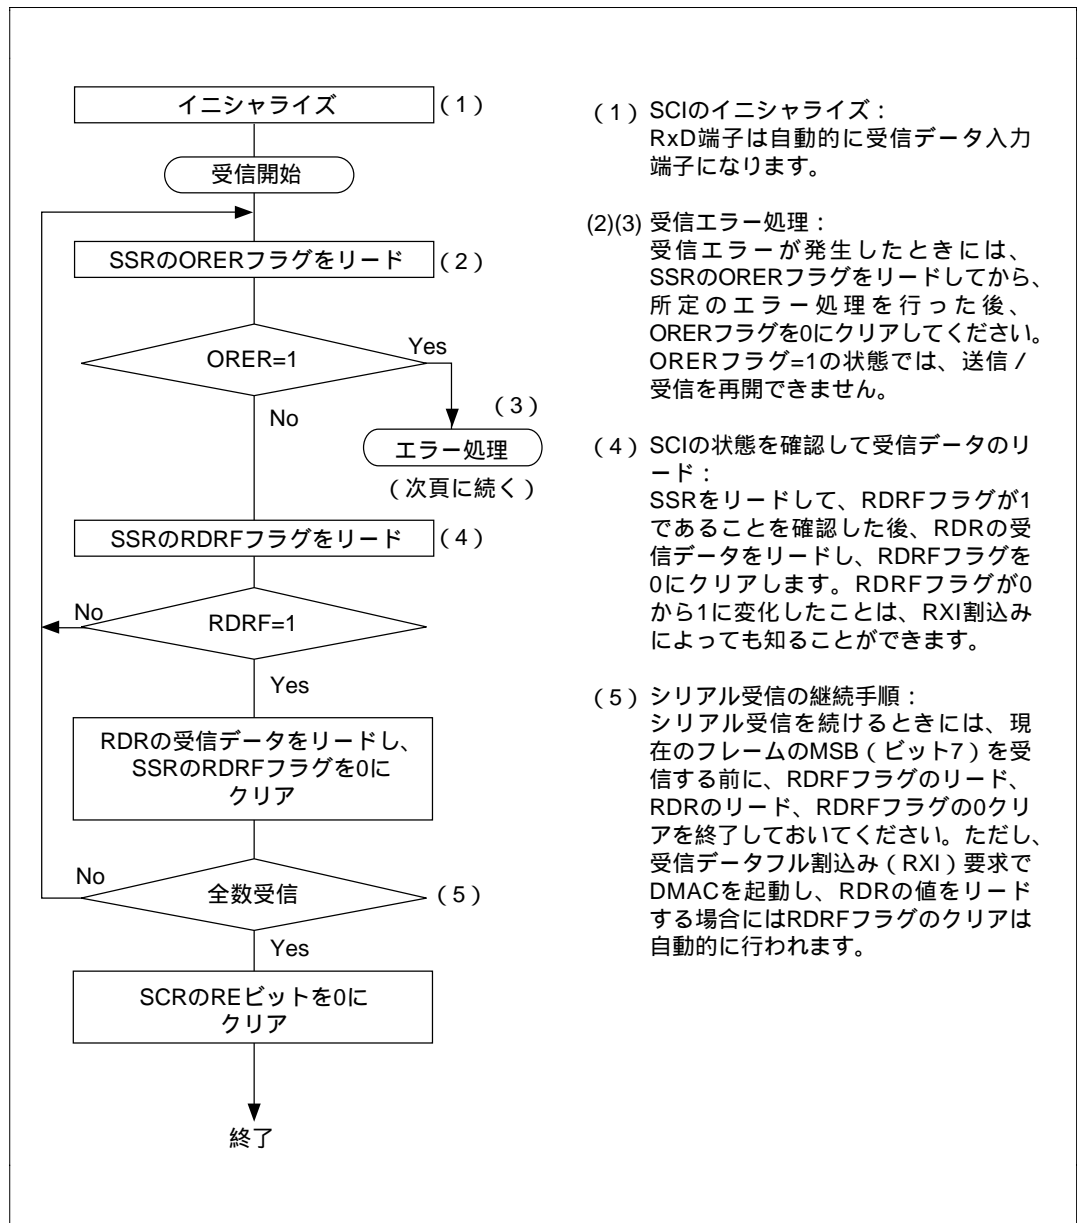 イニシャライズ
(1)
受信開始
SSRのORERフラグをリード
(2)
ORER=1
Yes
No
(3)
エラー処理
(次頁に続く)
SSRのRDRFフラグをリード
(4)
RDRF=1
No
Yes
RDRの受信データをリードし、
SSRのRDRFフラグを0に
クリア
全数受信
(5)
No
Yes
SCRのREビットを0に
クリア
終了
(1) SCIのイニシャライズ:
RxD端子は自動的に受信データ入力
端子になります。
(2)(3) 受信エラー処理:
受信エラーが発生したときには、
SSRのORERフラグをリードしてから、
所定のエラー処理を行った後、
ORERフラグを0にクリアしてください。
ORERフラグ=1の状態では、送信/
受信を再開できません。
(4) SCIの状態を確認して受信データのリ
ード:
SSRをリードして、RDRFフラグが1
であることを確認した後、RDRの受
信データをリードし、RDRFフラグを
0にクリアします。RDRFフラグが0
から1に変化したことは、RXI割込み
によっても知ることができます。
(5) シリアル受信の継続手順:
シリアル受信を続けるときには、現
在のフレームのMSB(ビット7)を受
信する前に、RDRFフラグのリード、
RDRのリード、RDRFフラグの0クリ
アを終了しておいてください。ただし、
受信データフル割込み(RXI)要求で
DMACを起動し、RDRの値をリード
する場合にはRDRFフラグのクリアは
自動的に行われます。